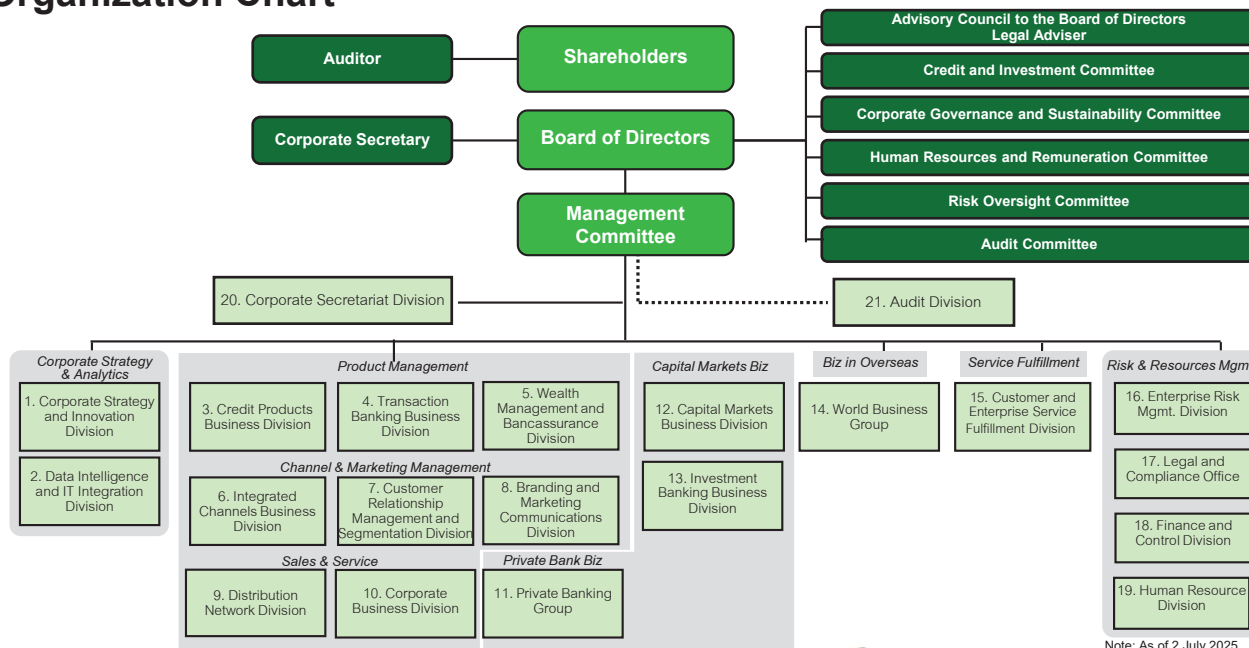 Organization Chart
Auditor
Shareholders
Advisory Council to the Board of Directors
Legal Adviser
Credit and Investment Committee
Corporate Governance and Sustainability Committee
Corporate Secretary
Board of Directors
Human Resources and Remuneration Committee
Risk Oversight Committee
Management
Committee
Audit Committee
20. Corporate Secretariat Division
21. Audit Division
Corporate Strategy
& Analytics
1. Corporate Strategy
and Innovation
Division
2. Data Intelligence
and IT Integration
Division
Product Management
3. Credit Products
Business Division
4. Transaction
Banking Business
Division
5. Wealth
Management and
Bancassurance
Division
Channel & Marketing Management
6. Integrated
Channels Business
Division
7. Customer
Relationship
Management and
Segmentation Division
8. Branding and
Marketing
Communications
Division
Sales & Service
9. Distribution
Network Division
10. Corporate
Business Division
Private Bank Biz
11. Private Banking
Group
Capital Markets Biz
12. Capital Markets
Business Division
13. Investment
Banking Business
Division
Biz in Overseas
14. World Business
Group
Service Fulfillment
15. Customer and
Enterprise Service
Fulfillment Division
Risk & Resources Mgm
16. Enterprise Risk
Mgmt. Division
17. Legal and
Compliance Office
18. Finance and
Control Division
19. Human Resource
Division
Note: As of 2 July 2025